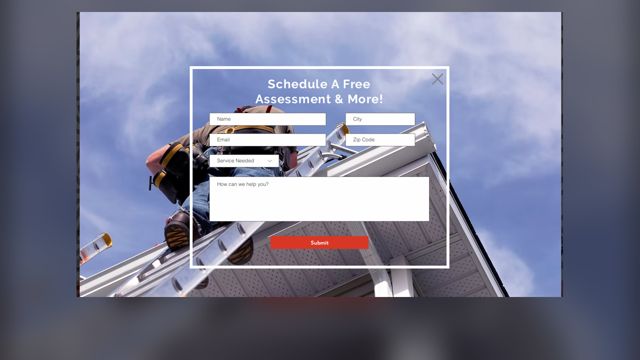 Schedule A Free
Assessment & More!
Name
City
Email
Zip Code
Service Needed
How can we help you?
Submit